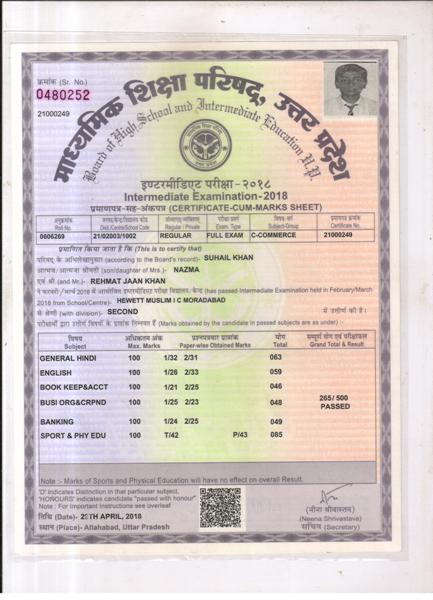 क्रमांक (Sr. No.)
0480252
21000249
माध्यमिक शिक्षा परिषद्, उत्तर प्रदेश
Board of High School and Intermediate Education U.P.
इण्टरमीडिएट परीक्षा-२०१८
Intermediate Examination-2018
प्रमाणपत्र-सह-अंकपत्र (CERTIFICATE-CUM-MARKS SHEET)
अनुक्रमांक Roll No. Dist./Centre/School Code Regular / Private Exam. Type Subject-Group Certificate No.
0606269 21/02003/1002 REGULAR FULL EXAM C-COMMERCE 21000249
प्रमाणित किया जाता है कि (This is to certify that)
परिषद के अभिलेखानुसार (according to the Board's record)- SUHAIL KHAN
आत्मज/आत्मजा श्रीमती (son/daughter of Mrs.)- NAZMA
एवं श्री (and Mr.)- REHMAT JAAN KHAN
ने फरवरी/मार्च 2018 में आयोजित इण्टरमीडिएट परीक्षा विद्यालय/केन्द्र (has passed Intermediate Examination held in February/March
2018 from School/Centre)- HEWETT MUSLIM I C MORADABAD
से श्रेणी (with division)- SECOND में उत्तीर्ण की है।
परीक्षार्थी द्वारा उत्तीर्ण विषयों के प्राप्तांक निम्नवत हैं (Marks obtained by the candidate in passed subjects are as under) :-
विषय अधिकतम अंक प्रश्नपत्रवार प्राप्तांक योग सम्पूर्ण योग एवं परीक्षाफल
Subject Max. Marks Paper-wise Obtained Marks Total Grand Total & Result
GENERAL HINDI 100 1/32 2/31 063
ENGLISH 100 1/26 2/33 059
BOOK KEEP&ACCT 100 1/21 2/25 046
BUSI ORG&CRPND 100 1/25 2/23 048 265/ 500
PASSED
BANKING 100 1/24 2/25 049
SPORT & PHY EDU 100 T/42 P/43 085
Note :- Marks of Sports and Physical Education will have no effect on overall Result.
'D' Indicates Distinction in that particular subject,
'HONOURS' indicates candidate "passed with honour"
Note : For Important Instructions see overleaf
तिथि (Date)- 29TH APRIL, 2018
स्थान (Place)- Allahabad, Uttar Pradesh
(नीना श्रीवास्तव)
(Neena Shrivastava)
सचिव (Secretary)